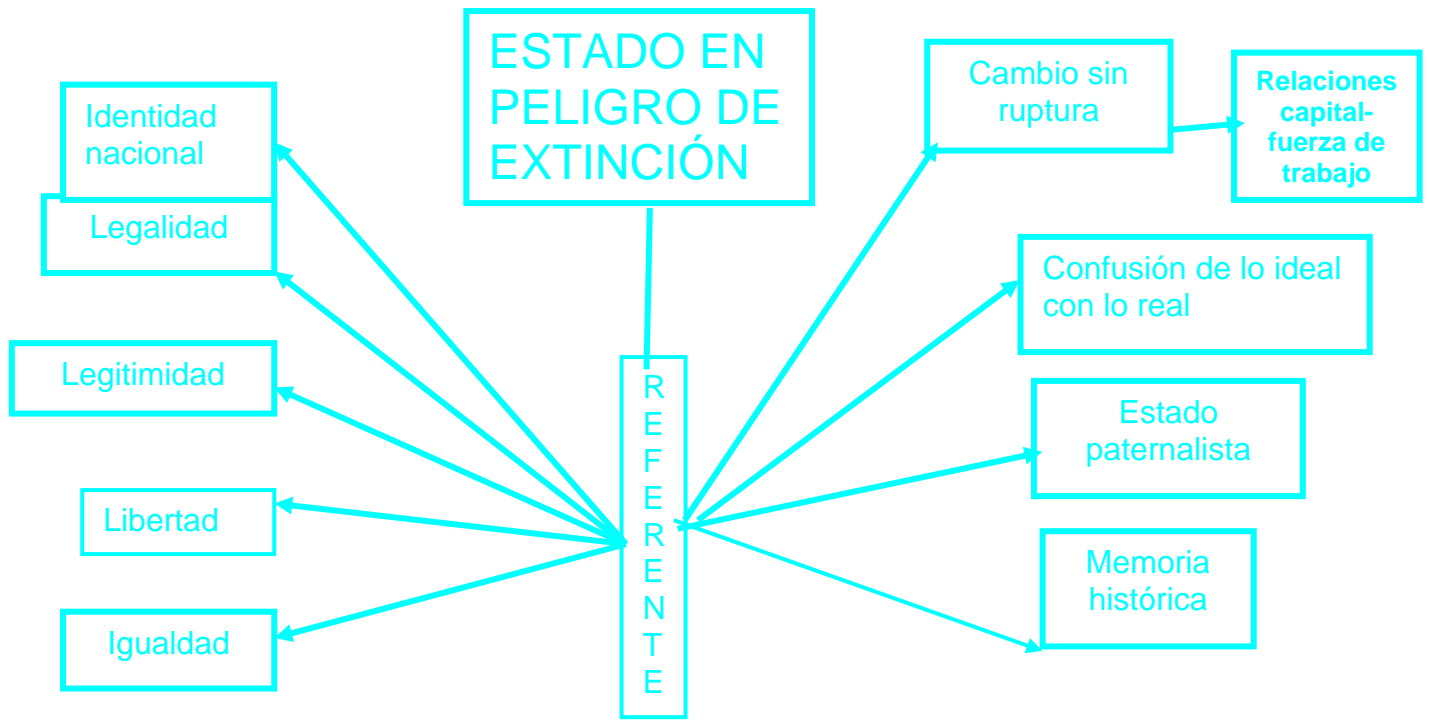 ESTADO EN
PELIGRO DE
EXTINCIÓN
Identidad
nacional
Legalidad
Legitimidad
Libertad
Igualdad
R
E
F
E
R
E
N
T
E
Cambio sin
ruptura
Relaciones
capital-
fuerza de
trabajo
Confusión de lo ideal
con lo real
Estado
paternalista
Memoria
histórica